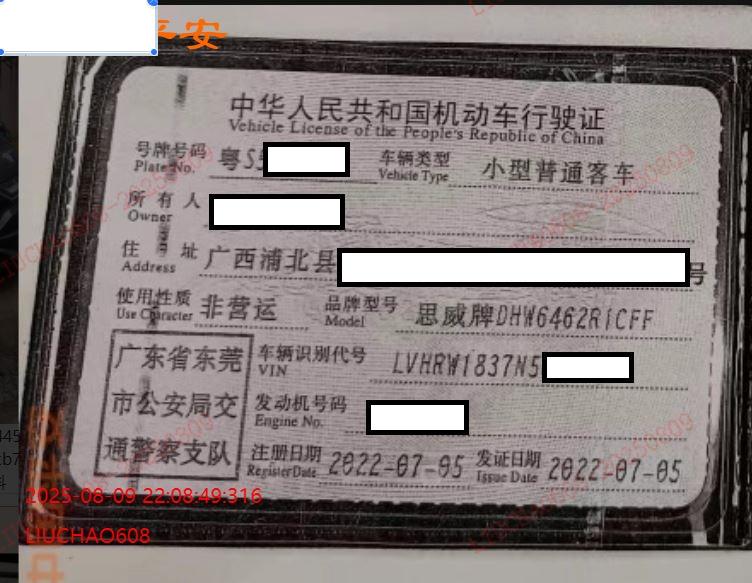 平安
中华人民共和国机动车行驶证
Vehicle License of the People's Republic of China
号牌号码 粤S5 车辆类型 小型普通客车
Plate No. Vehicle Type
所有人
Owner
住址 广西浦北县 号
Address
使用性质 非营运 品牌型号 思威牌DHW6462R1CFF
Use Character Model
广东省东莞 车辆识别代号 LVHRW1837N5
VIN
市公安局交 发动机号码
Engine No.
通警察支队 注册日期 2022-07-05 发证日期 2022-07-05
Register Date Issue Date
2025-08-09 22:08:49:316
LIUCHAO608